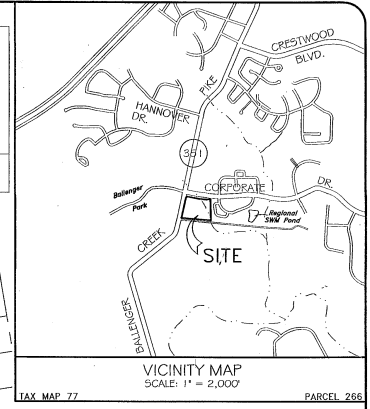 CRESTWOOD
BLVD.
PIKE
HANNOVER
DR.
351
CORPORATE
DR.
Ballenger
Park
Regional
SWM Pond
CREEK
SITE
BALLENGER
VICINITY MAP
SCALE: 1" = 2,000'
TAX MAP 77
PARCEL 266